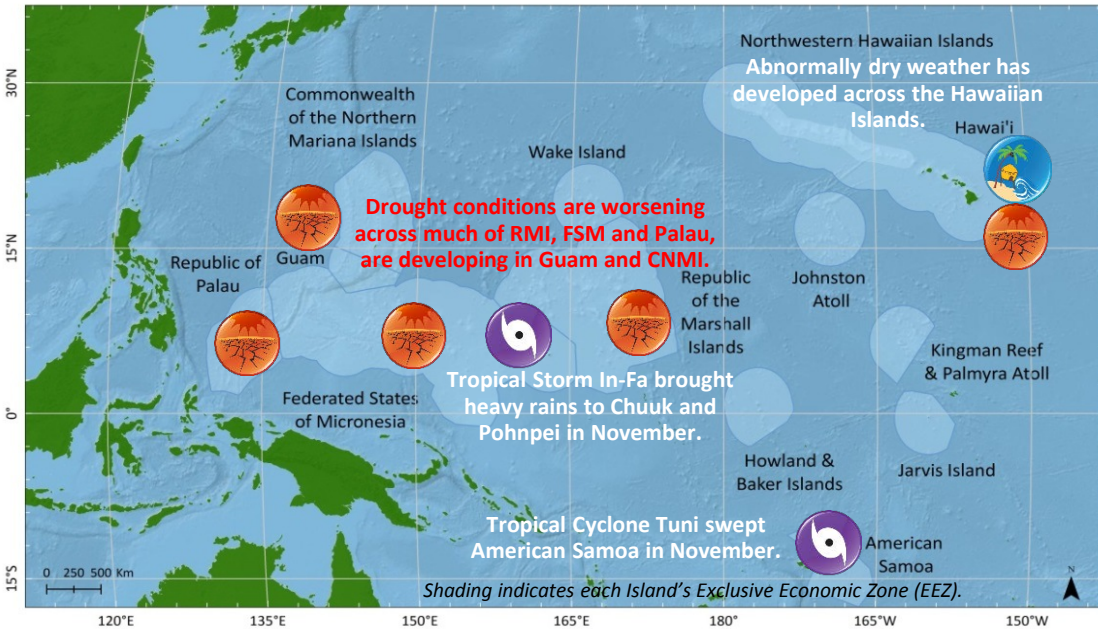 Northwestern Hawaiian Islands
Abnormally dry weather has
developed across the Hawaiian
Islands.
Hawai'i
30°N
Commonwealth
of the Northern
Mariana Islands
Wake Island
Drought conditions are worsening
across much of RMI, FSM and Palau,
are developing in Guam and CNMI.
15°N
Guam
Republic of
Palau
Republic
of the
Marshall
Islands
Johnston
Atoll
Kingman Reef
& Palmyra Atoll
Federated States
of Micronesia
Tropical Storm In-Fa brought
heavy rains to Chuuk and
Pohnpei in November.
0°
Howland &
Baker Islands
Jarvis Island
Tropical Cyclone Tuni swept
American Samoa in November.
American
Samoa
15°S
0 250 500 Km
Shading indicates each Island's Exclusive Economic Zone (EEZ).
N
120°E 135°E 150°E 165°E 180° 165°W 150°W